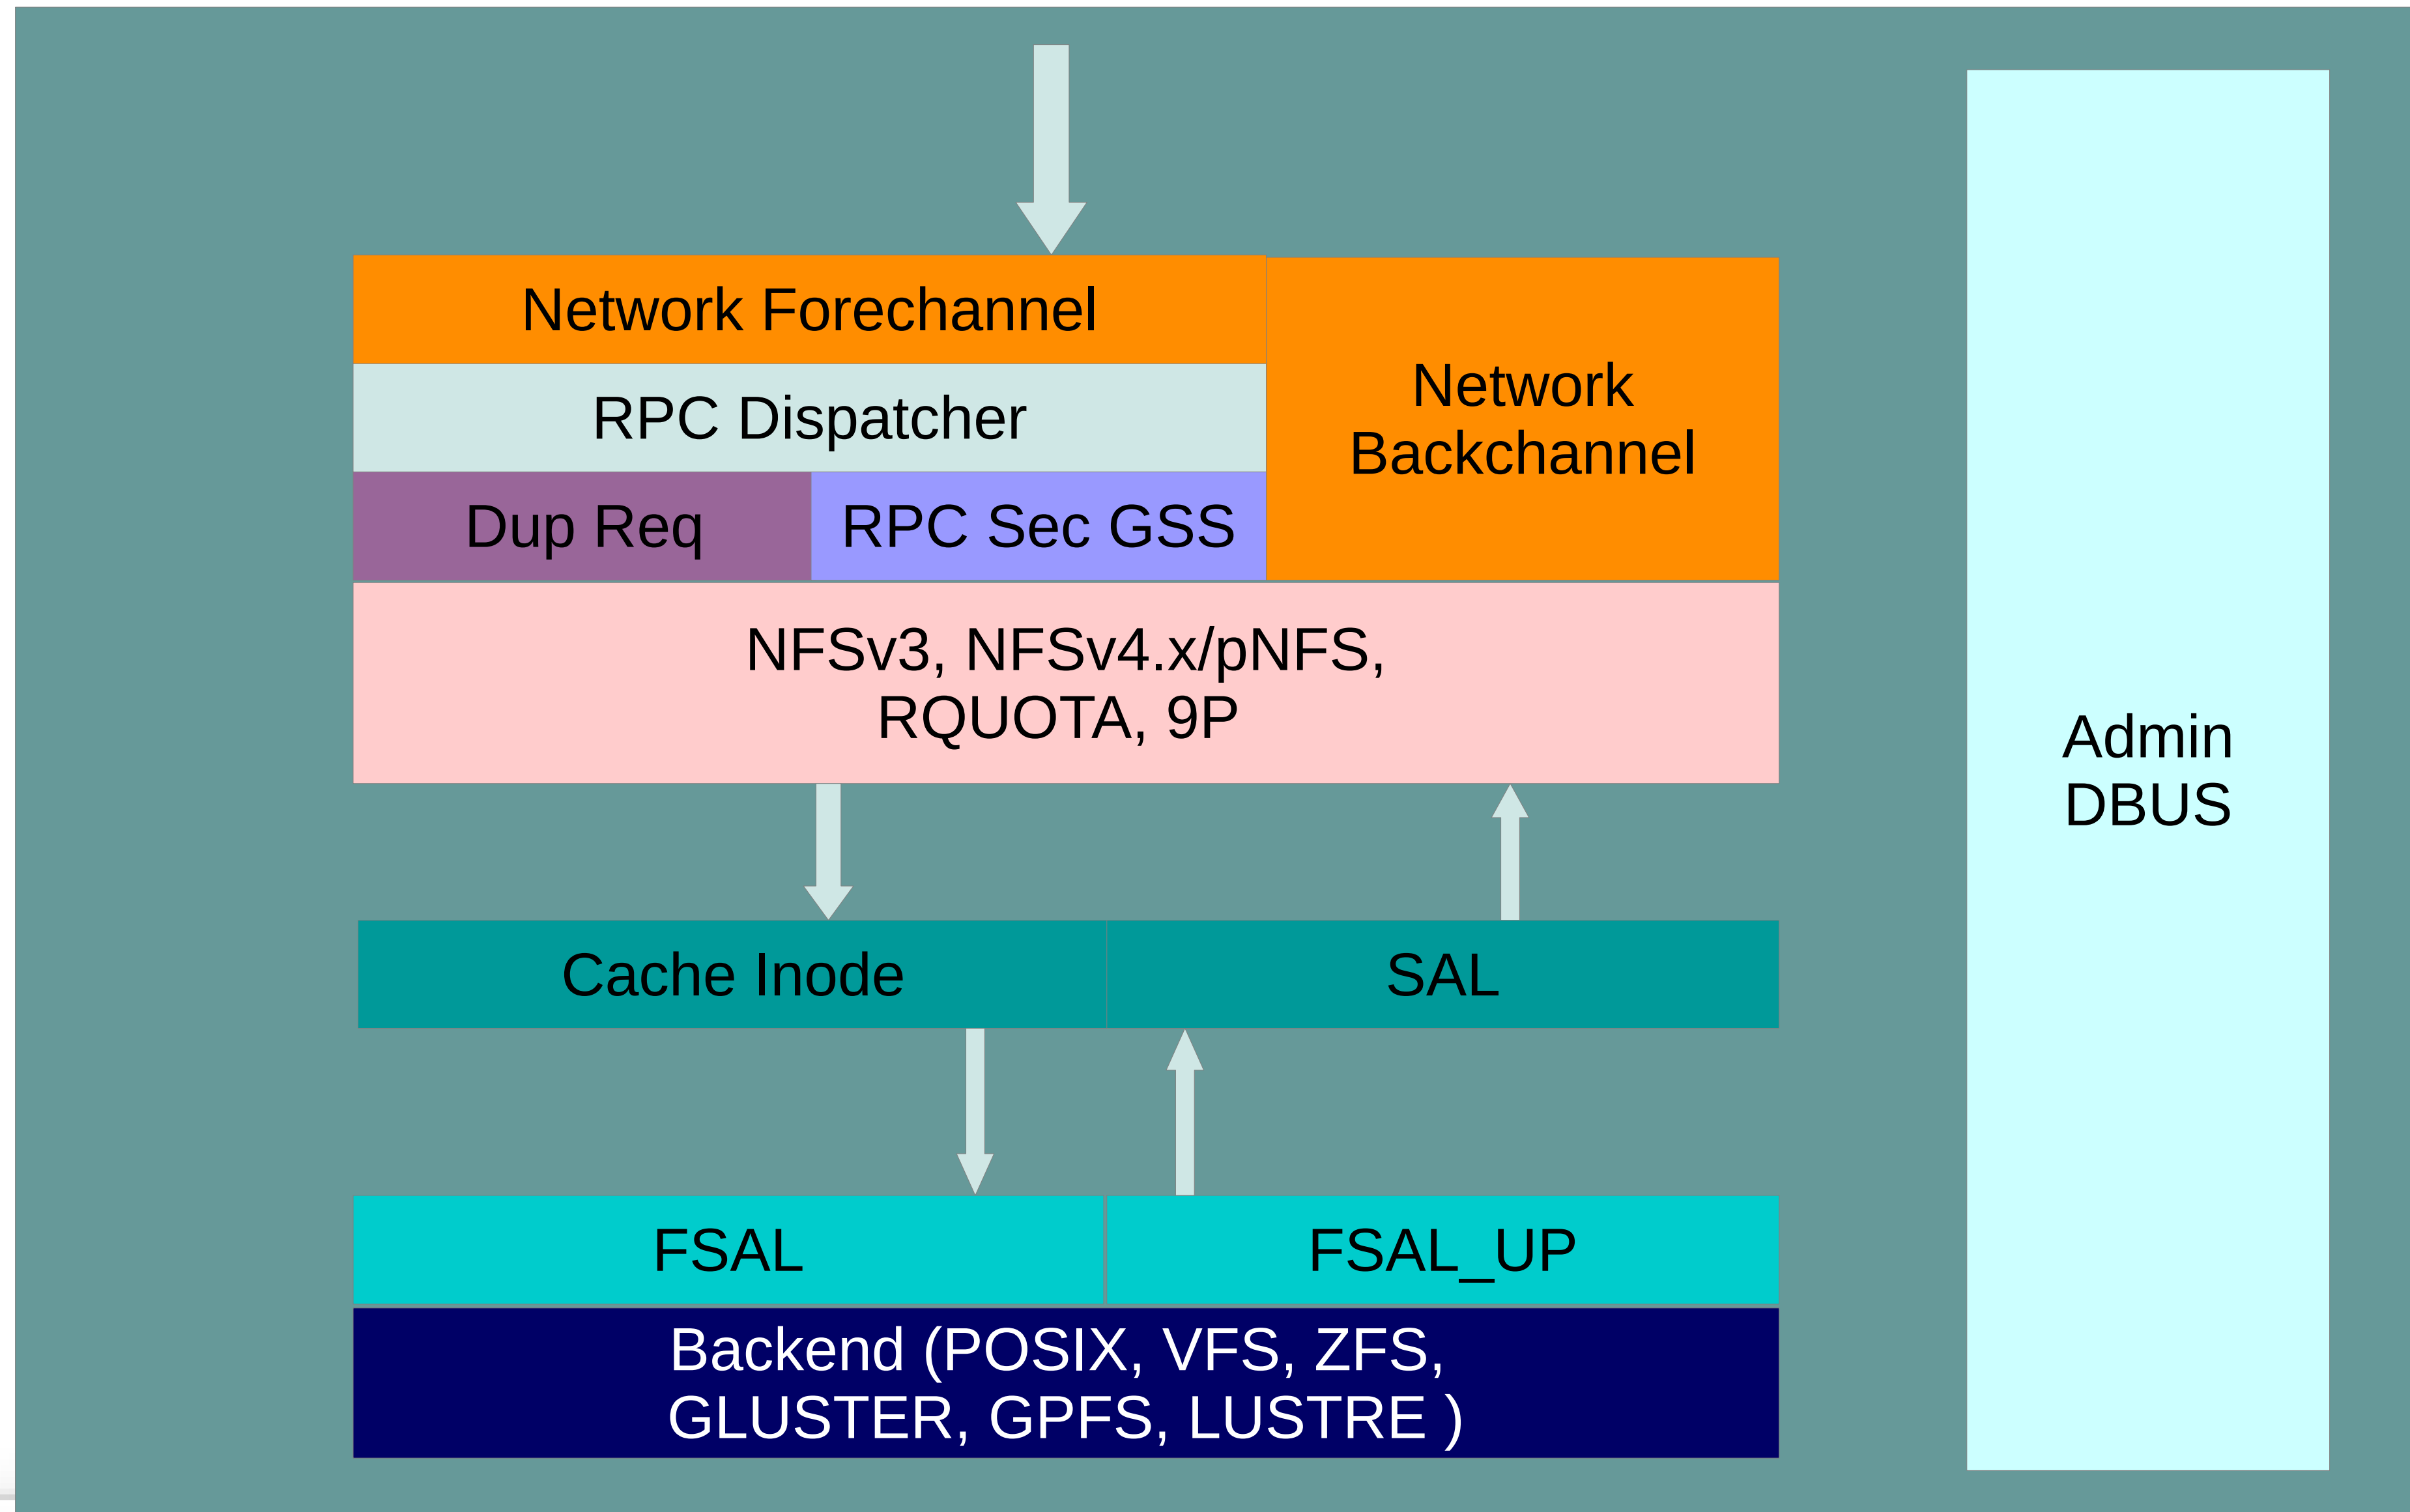 Network Forechannel
Network
Backchannel
RPC Dispatcher
Dup Req
RPC Sec GSS
NFSv3, NFSv4.x/pNFS,
RQUOTA, 9P
Admin
DBUS
Cache Inode
SAL
FSAL
FSAL_UP
Backend (POSIX, VFS, ZFS,
GLUSTER, GPFS, LUSTRE )